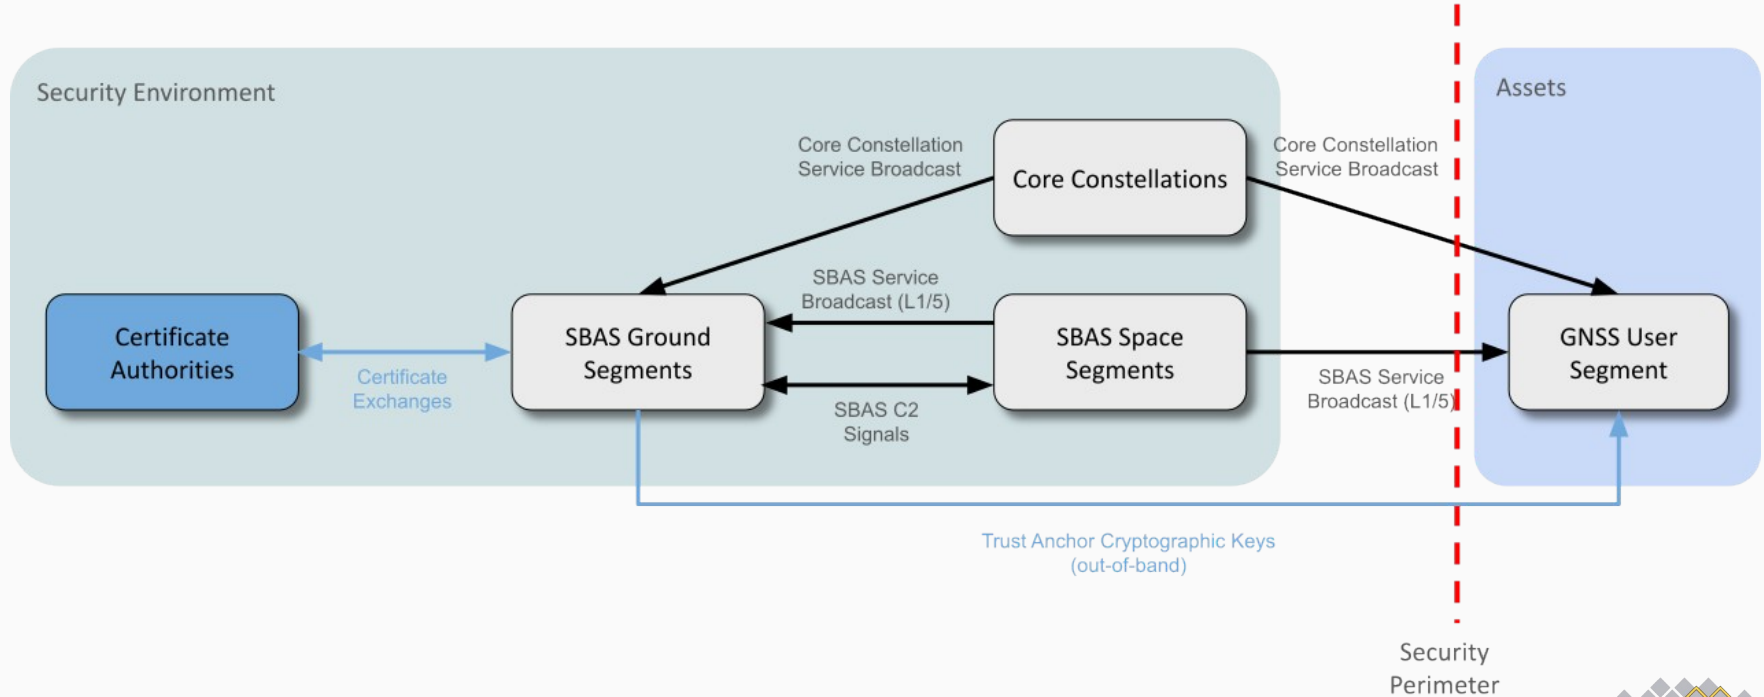 Security Environment
Assets
Core Constellation
Service Broadcast
Core Constellations
Core Constellation
Service Broadcast
SBAS Service
Broadcast (L1/5)
Certificate
Authorities
Certificate
Exchanges
SBAS Ground
Segments
SBAS Space
Segments
GNSS User
Segment
SBAS C2
Signals
SBAS Service
Broadcast (L1/5)
Trust Anchor Cryptographic Keys
(out-of-band)
Security
Perimeter